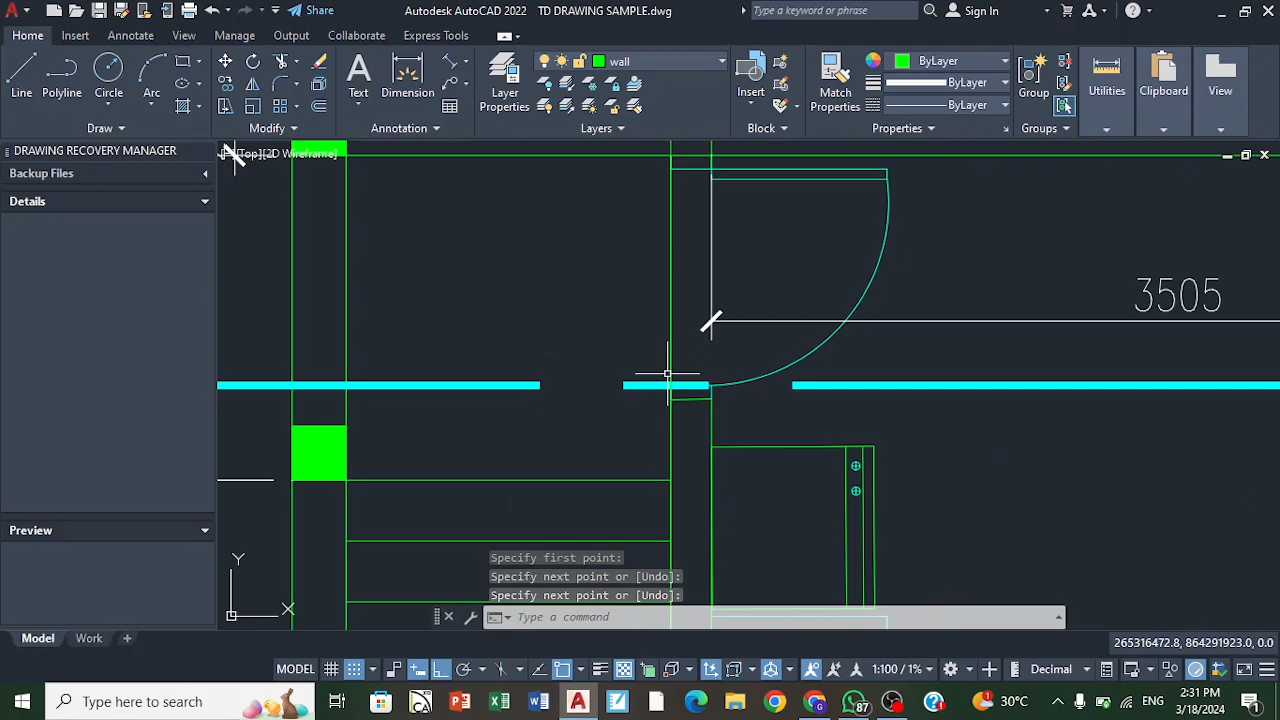 Share
Autodesk AutoCAD 2022 TD DRAWING SAMPLE.dwg
Type a keyword or phrase
Sign In
Home Insert Annotate View Manage Output Collaborate Express Tools
wall
ByLayer
ByLayer
ByLayer
Line Polyline Circle Arc
Text Dimension
Layer Properties
Insert
Match Properties
Group
Utilities
Clipboard
View
Draw Modify Annotation Layers Block Properties Groups
DRAWING RECOVERY MANAGER
Backup Files
Details
Preview
[Top][2D Wireframe]
3505
Y
X
Specify first point:
Specify next point or [Undo]:
Specify next point or [Undo]:
Type a command
Model Work
265316472.8, 864291923.0, 0.0
MODEL
1:100 / 1%
Decimal
Type here to search
87
30°C
2:31 PM
3/18/2024